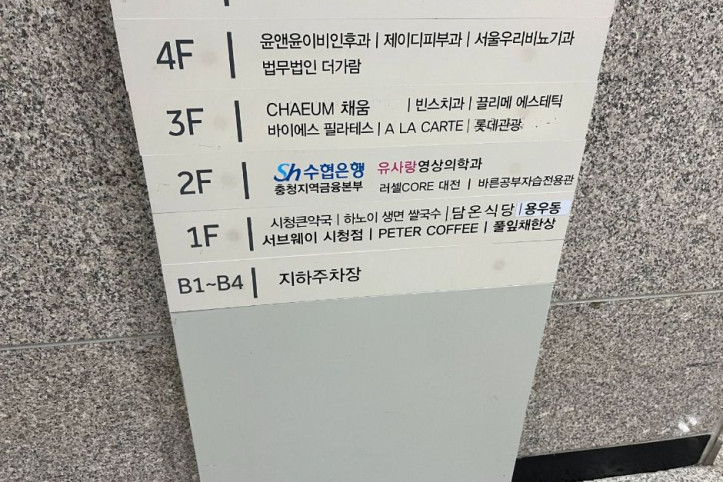 4F | 윤앤윤이비인후과 | 제이디피부과 | 서울우리비뇨기과
법무법인 더가람
3F | CHAEUM 채움 | 빈스치과 | 끌리메 에스테틱
바이에스 필라테스 | A LA CARTE | 롯데관광
2F | Sh수협은행 유사랑영상의학과
충청지역금융본부 러셀CORE 대전 | 바른공부자습전용관
1F | 시청큰약국 | 하노이 생면 쌀국수 | 담온식당 | 용우동
서브웨이 시청점 | PETER COFFEE | 풀잎채한상
B1~B4 | 지하주차장